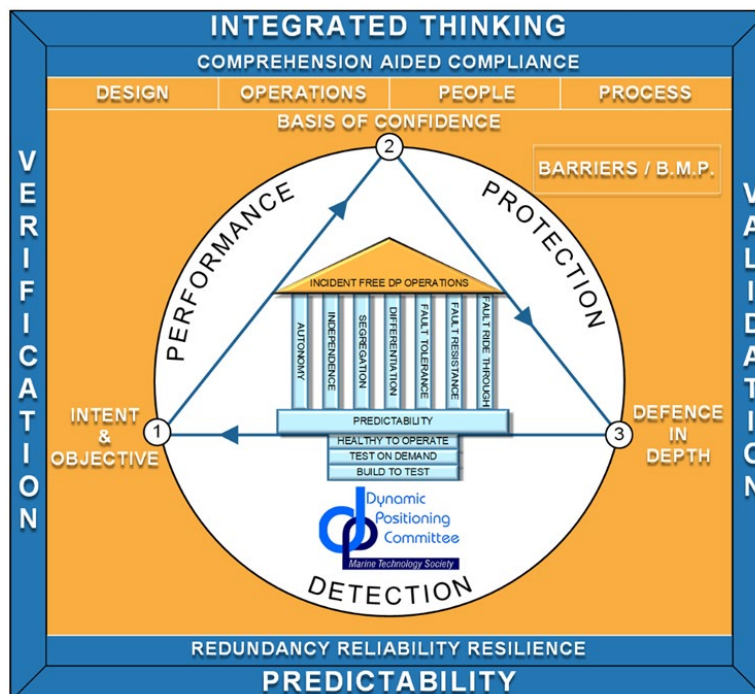 INTEGRATED THINKING
COMPREHENSION AIDED COMPLIANCE
DESIGN
OPERATIONS
PEOPLE
PROCESS
BASIS OF CONFIDENCE
BARRIERS / B.M.P.
VERIFICATION
VALIDATION
2
PERFORMANCE
PROTECTION
INCIDENT FREE DP OPERATIONS
AUTONOMY
INDEPENDENCE
SEGREGATION
DIFFERENTIATION
FAULT TOLERANCE
FAULT RESISTANCE
FAULT RIDE THROUGH
PREDICTABILITY
HEALTHY TO OPERATE
TEST ON DEMAND
BUILD TO TEST
INTENT
&
OBJECTIVE
1
3
DEFENCE
IN
DEPTH
dp
Dynamic
Positioning
Committee
Marine Technology Society
DETECTION
REDUNDANCY RELIABILITY RESILIENCE
PREDICTABILITY